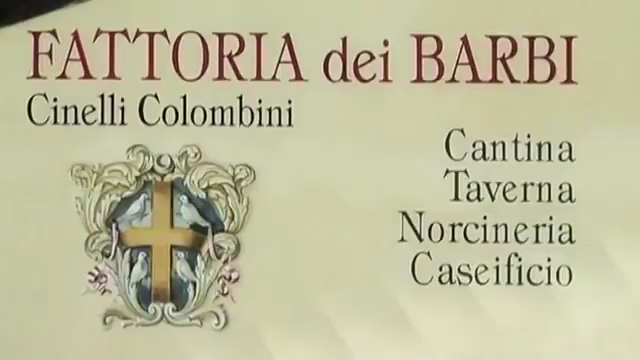 FATTORIA dei BARBI
Cinelli Colombini
Cantina
Taverna
Norcineria
Caseificio